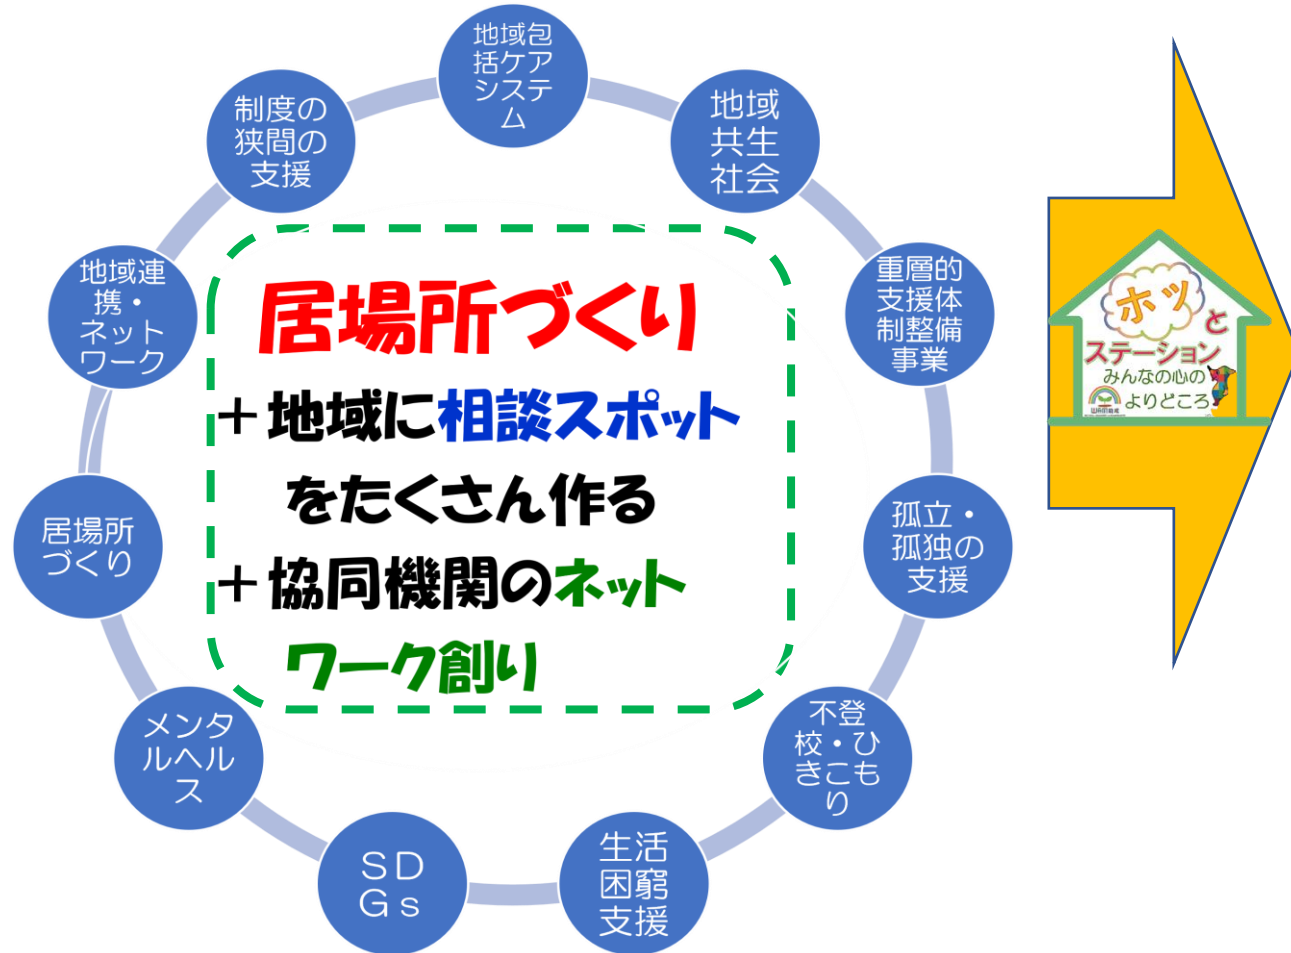 地域包
括ケア
システ
ム
地域
共生
社会
重層的
支援体
制整備
事業
孤立・
孤独の
支援
不登
校・ひ
きこも
り
生活
困窮
支援
SD
Gs
メンタ
ルヘル
ス
居場所
づくり
地域連
携・
ネット
ワーク
制度の
狭間の
支援
居場所づくり
＋地域に相談スポット
をたくさん作る
＋協同機関のネット
ワーク創り
ホッと
ステーション
みんなの心の
よりどころ